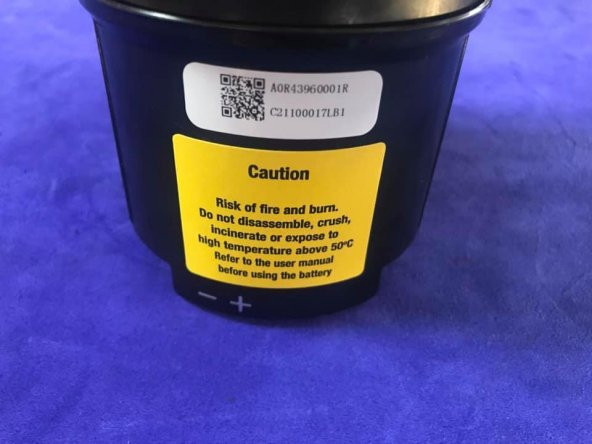 A0R43960001R
C21100017LB1
Caution
Risk of fire and burn.
Do not disassemble, crush,
incinerate or expose to
high temperature above 50ºC
Refer to the user manual
before using the battery
− +